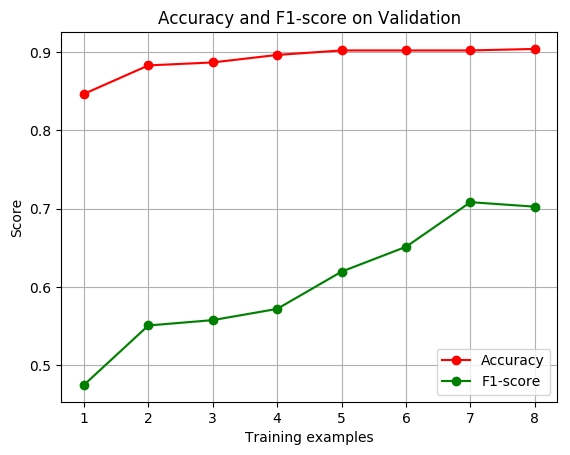 Accuracy and F1-score on Validation
Score
0.9
0.8
0.7
0.6
0.5
Accuracy
F1-score
1 2 3 4 5 6 7 8
Training examples